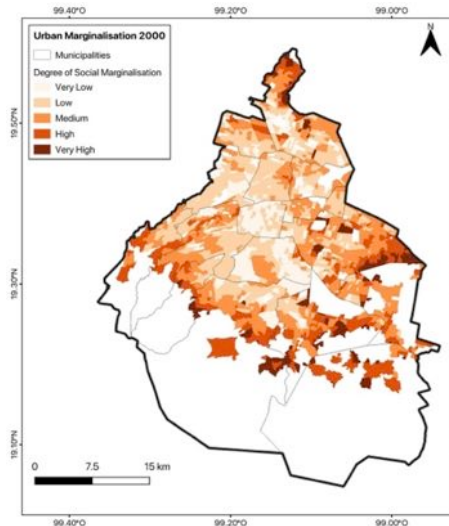 99.40°O 99.20°O 99.00°O
Urban Marginalisation 2000
Municipalities
Degree of Social Marginalisation
Very Low
Low
Medium
High
Very High
N
19.50°N
19.30°N
19.10°N
0 7.5 15 km
99.40°O 99.20°O 99.00°O